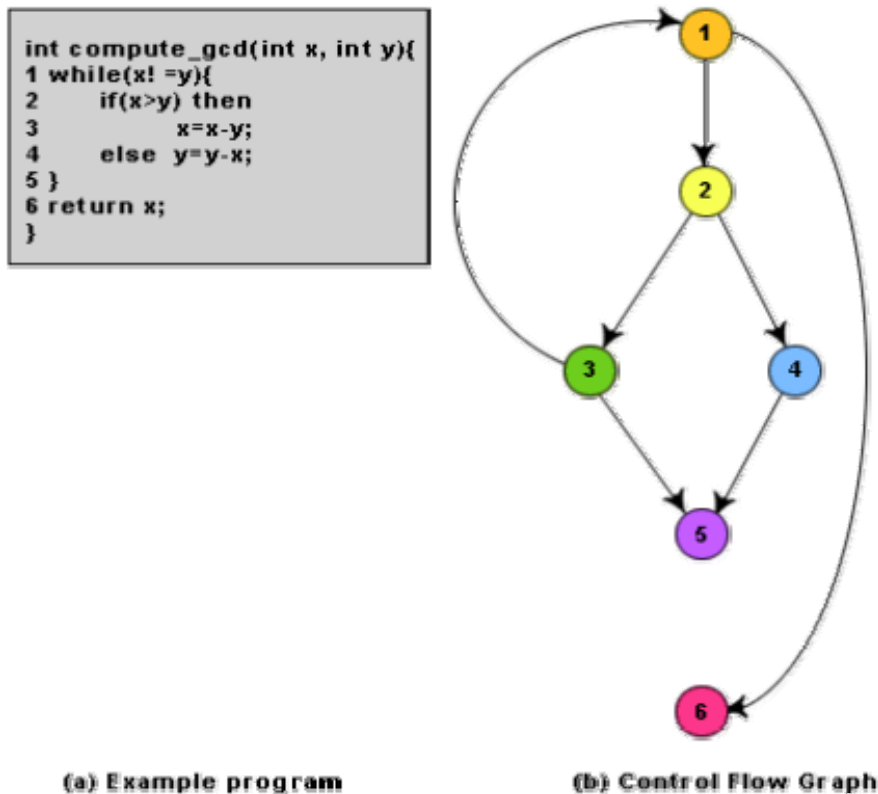 int compute_gcd(int x, int y){
1 while(x! =y){
2 if(x>y) then
3 x=x-y;
4 else y=y-x;
5 }
6 return x;
}
1
2
3
4
5
6
(a) Example program
(b) Control Flow Graph